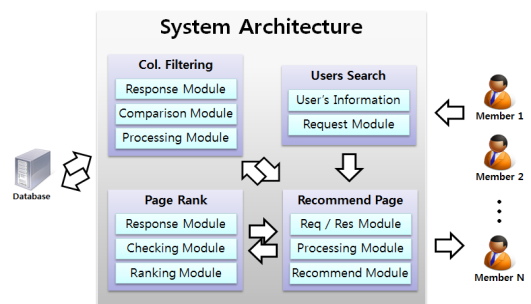 System Architecture
Col. Filtering
Response Module
Comparison Module
Processing Module
Users Search
User's Information
Request Module
Page Rank
Response Module
Checking Module
Ranking Module
Recommend Page
Req / Res Module
Processing Module
Recommend Module
Database
Member 1
Member 2
Member N